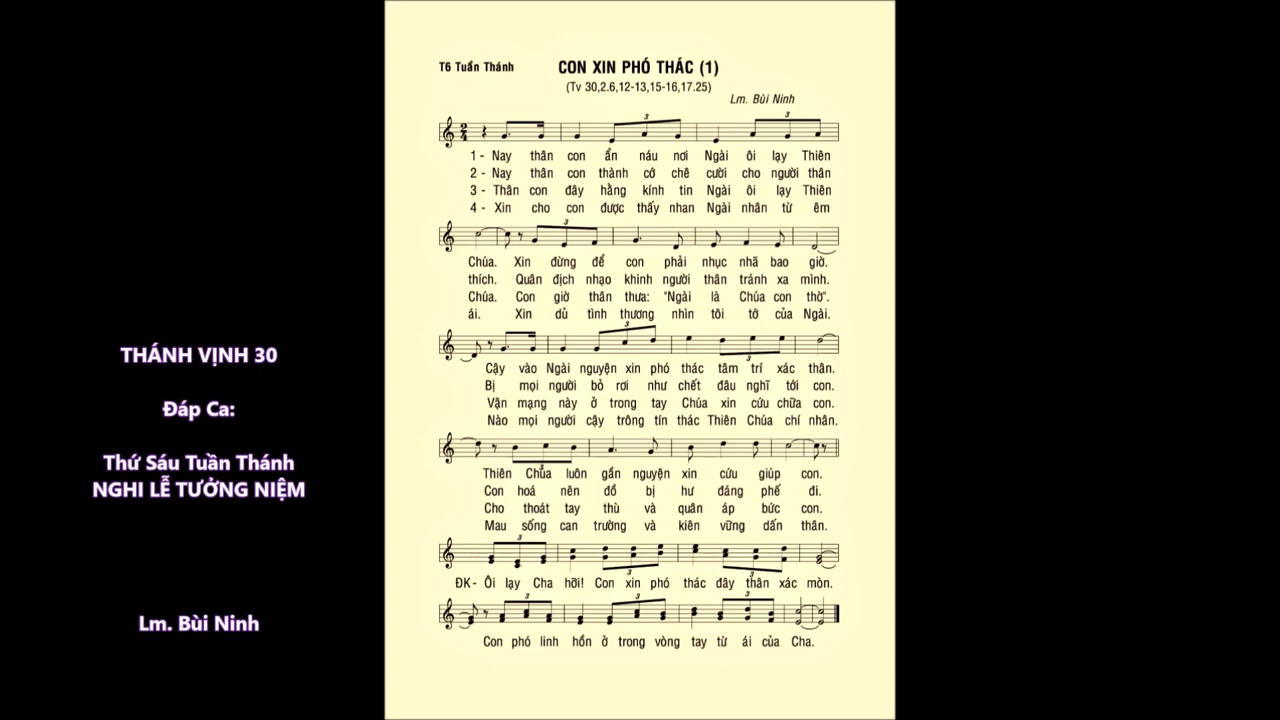 THÁNH VỊNH 30
Đáp Ca:
Thứ Sáu Tuần Thánh
NGHI LỄ TƯỞNG NIỆM
Lm. Bùi Ninh
T6 Tuần Thánh
CON XIN PHÓ THÁC (1)
(Tv 30,2.6,12-13,15-16,17.25)
Lm. Bùi Ninh
1 - Nay thân con ẩn náu nơi Ngài ôi lạy Thiên
2 - Nay thân con thành cớ chê cười cho người thân
3 - Thân con đây hằng kính tin Ngài ôi lạy Thiên
4 - Xin cho con được thấy nhan Ngài nhân từ êm
Chúa. Xin đừng để con phải nhục nhã bao giờ.
thích. Quân địch nhạo khinh người thân tránh xa mình.
Chúa. Con giờ thân thưa: "Ngài là Chúa con thờ".
ái. Xin dủ tình thương nhìn tôi tớ của Ngài.
Cậy vào Ngài nguyện xin phó thác tâm trí xác thân.
Bị mọi người bỏ rơi như chết đâu nghĩ tới con.
Vận mạng này ở trong tay Chúa xin cứu chữa con.
Nào mọi người cậy trông tín thác Thiên Chúa chí nhân.
Thiên Chúa luôn gần nguyện xin cứu giúp con.
Con hoá nên đồ bị hư đáng phế đi.
Cho thoát tay thù và quân áp bức con.
Mau sống can trường và kiên vững dấn thân.
ĐK- Ôi lạy Cha hỡi! Con xin phó thác đây thân xác mòn.
Con phó linh hồn ở trong vòng tay từ ái của Cha.